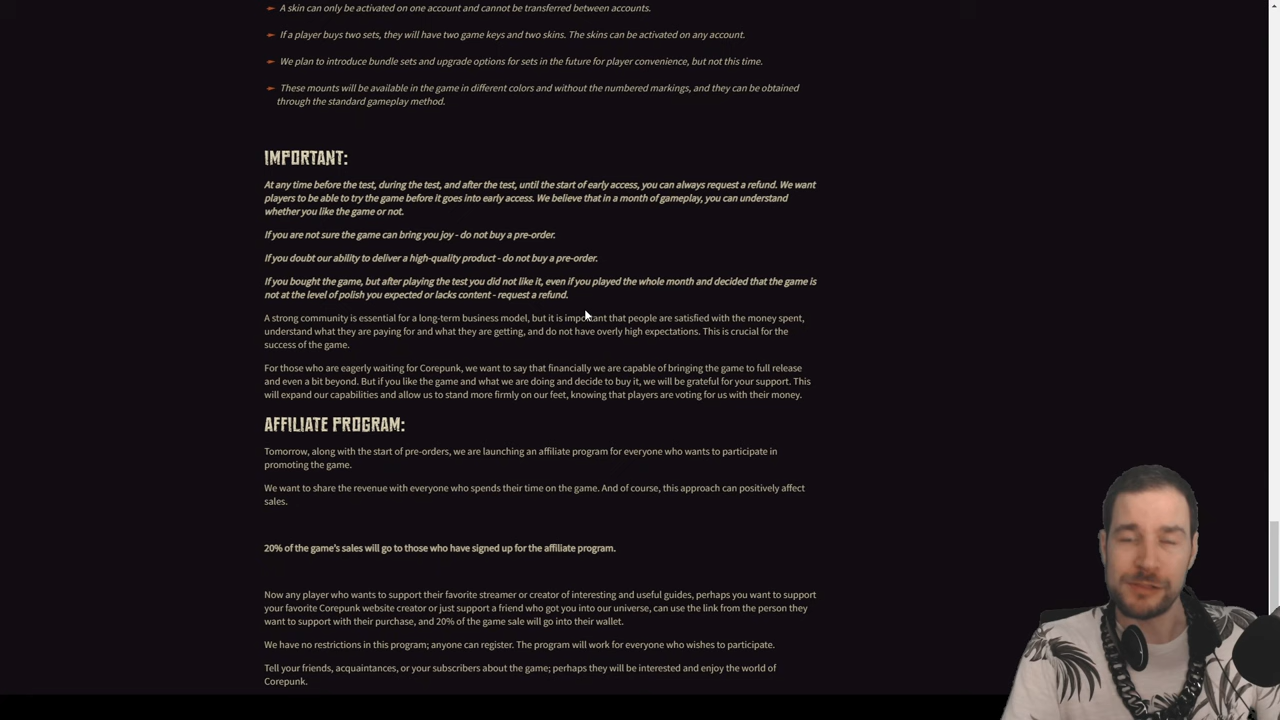 A skin can only be activated on one account and cannot be transferred between accounts.
If a player buys two sets, they will have two game keys and two skins. The skins can be activated on any account.
We plan to introduce bundle sets and upgrade options for sets in the future for player convenience, but not this time.
These mounts will be available in the game in different colors and without the numbered markings, and they can be obtained
through the standard gameplay method.
IMPORTANT:
At any time before the test, during the test, and after the test, until the start of early access, you can always request a refund. We want
players to be able to try the game before it goes into early access. We believe that in a month of gameplay, you can understand
whether you like the game or not.
If you are not sure the game can bring you joy - do not buy a pre-order.
If you doubt our ability to deliver a high-quality product - do not buy a pre-order.
If you bought the game, but after playing the test you did not like it, even if you played the whole month and decided that the game is
not at the level of polish you expected or lacks content - request a refund.
A strong community is essential for a long-term business model, but it is important that people are satisfied with the money spent,
understand what they are paying for and what they are getting, and do not have overly high expectations. This is crucial for the
success of the game.
For those who are eagerly waiting for Corepunk, we want to say that financially we are capable of bringing the game to full release
and even a bit beyond. But if you like the game and what we are doing and decide to buy it, we will be grateful for your support. This
will expand our capabilities and allow us to stand more firmly on our feet, knowing that players are voting for us with their money.
AFFILIATE PROGRAM:
Tomorrow, along with the start of pre-orders, we are launching an affiliate program for everyone who wants to participate in
promoting the game.
We want to share the revenue with everyone who spends their time on the game. And of course, this approach can positively affect
sales.
20% of the game's sales will go to those who have signed up for the affiliate program.
Now any player who wants to support their favorite streamer or creator of interesting and useful guides, perhaps you want to support
your favorite Corepunk website creator or just support a friend who got you into our universe, can use the link from the person they
want to support with their purchase, and 20% of the game sale will go into their wallet.
We have no restrictions in this program; anyone can register. The program will work for everyone who wishes to participate.
Tell your friends, acquaintances, or your subscribers about the game; perhaps they will be interested and enjoy the world of
Corepunk.